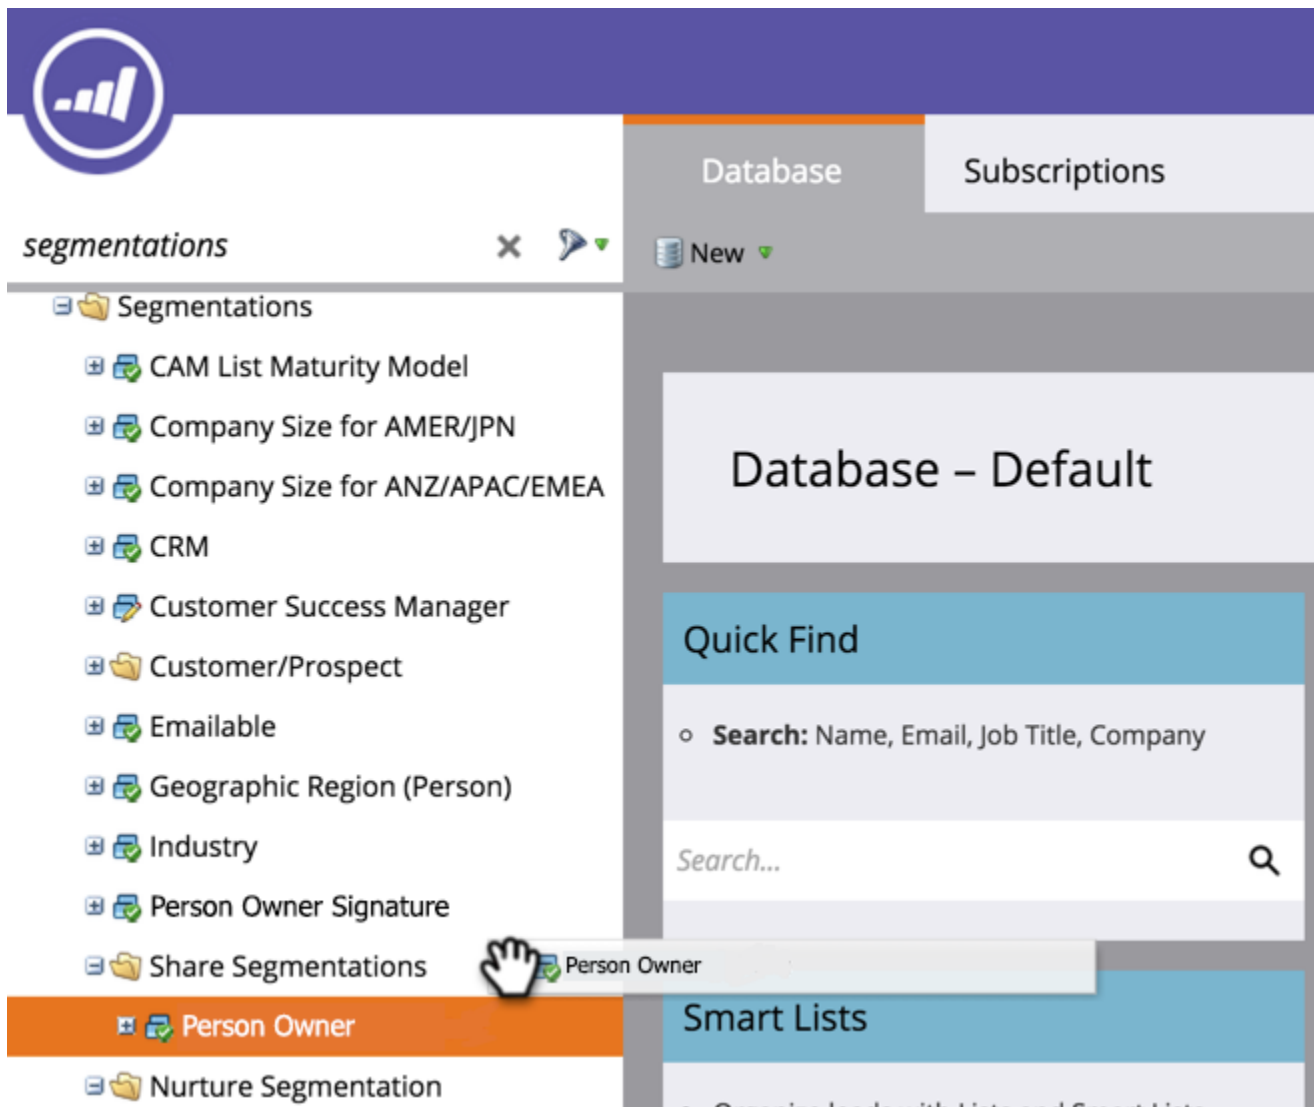 Database
Subscriptions
segmentations
New
Segmentations
CAM List Maturity Model
Company Size for AMER/JPN
Company Size for ANZ/APAC/EMEA
CRM
Customer Success Manager
Customer/Prospect
Emailable
Geographic Region (Person)
Industry
Person Owner Signature
Share Segmentations
Person Owner
Nurture Segmentation
Person Owner
Database – Default
Quick Find
Search: Name, Email, Job Title, Company
Search...
Smart Lists